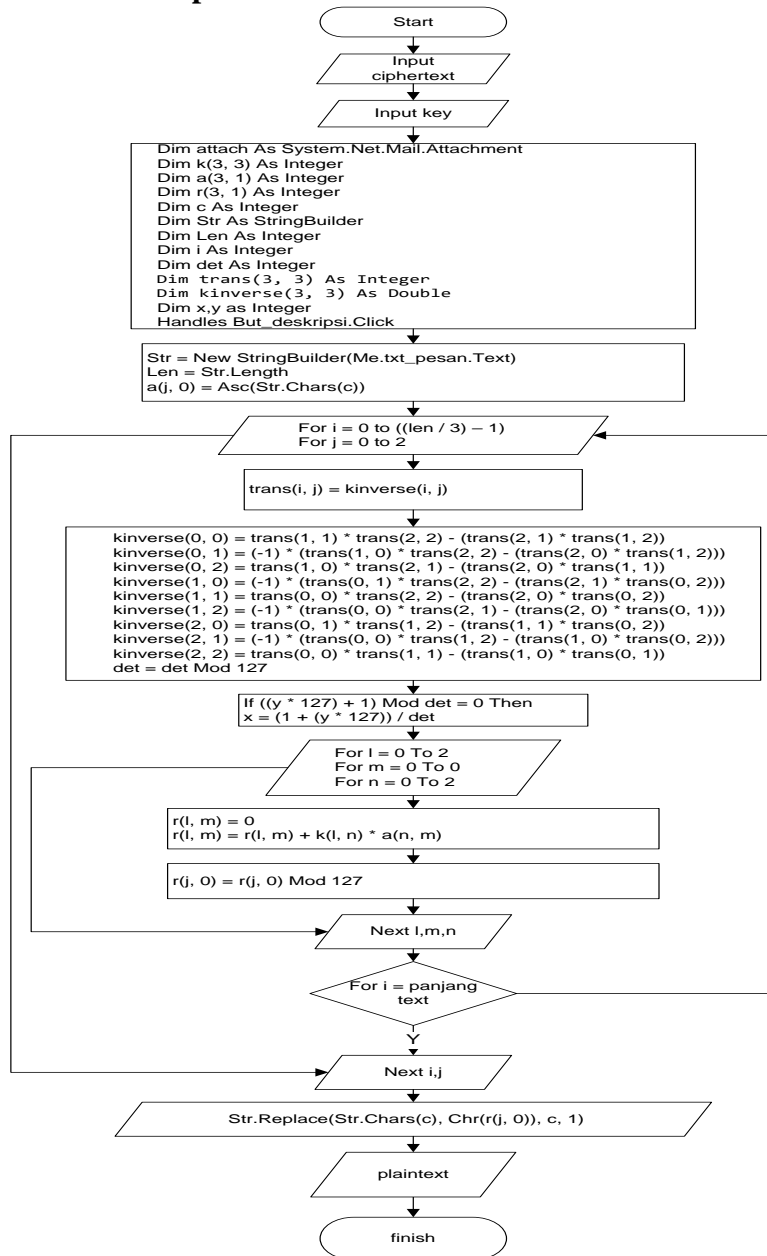 Start
Input
ciphertext
Input key
Dim attach As System.Net.Mail.Attachment
Dim k(3, 3) As Integer
Dim a(3, 1) As Integer
Dim r(3, 1) As Integer
Dim c As Integer
Dim Str As StringBuilder
Dim Len As Integer
Dim i As Integer
Dim det As Integer
Dim trans(3, 3) As Integer
Dim kinverse(3, 3) As Double
Dim x,y as Integer
Handles But_deskripsi.Click
Str = New StringBuilder(Me.txt_pesan.Text)
Len = Str.Length
a(j, 0) = Asc(Str.Chars(c))
For i = 0 to ((len / 3) – 1)
For j = 0 to 2
trans(i, j) = kinverse(i, j)
kinverse(0, 0) = trans(1, 1) * trans(2, 2) - (trans(2, 1) * trans(1, 2))
kinverse(0, 1) = (-1) * (trans(1, 0) * trans(2, 2) - (trans(2, 0) * trans(1, 2)))
kinverse(0, 2) = trans(1, 0) * trans(2, 1) - (trans(2, 0) * trans(1, 1))
kinverse(1, 0) = (-1) * (trans(0, 1) * trans(2, 2) - (trans(2, 1) * trans(0, 2)))
kinverse(1, 1) = trans(0, 0) * trans(2, 2) - (trans(2, 0) * trans(0, 2))
kinverse(1, 2) = (-1) * (trans(0, 0) * trans(2, 1) - (trans(2, 0) * trans(0, 1)))
kinverse(2, 0) = trans(0, 1) * trans(1, 2) - (trans(1, 1) * trans(0, 2))
kinverse(2, 1) = (-1) * (trans(0, 0) * trans(1, 2) - (trans(1, 0) * trans(0, 2)))
kinverse(2, 2) = trans(0, 0) * trans(1, 1) - (trans(1, 0) * trans(0, 1))
det = det Mod 127
If ((y * 127) + 1) Mod det = 0 Then
x = (1 + (y * 127)) / det
For l = 0 To 2
For m = 0 To 0
For n = 0 To 2
r(l, m) = 0
r(l, m) = r(l, m) + k(l, n) * a(n, m)
r(j, 0) = r(j, 0) Mod 127
Next l,m,n
For i = panjang
text
Y
Next i,j
Str.Replace(Str.Chars(c), Chr(r(j, 0)), c, 1)
plaintext
finish